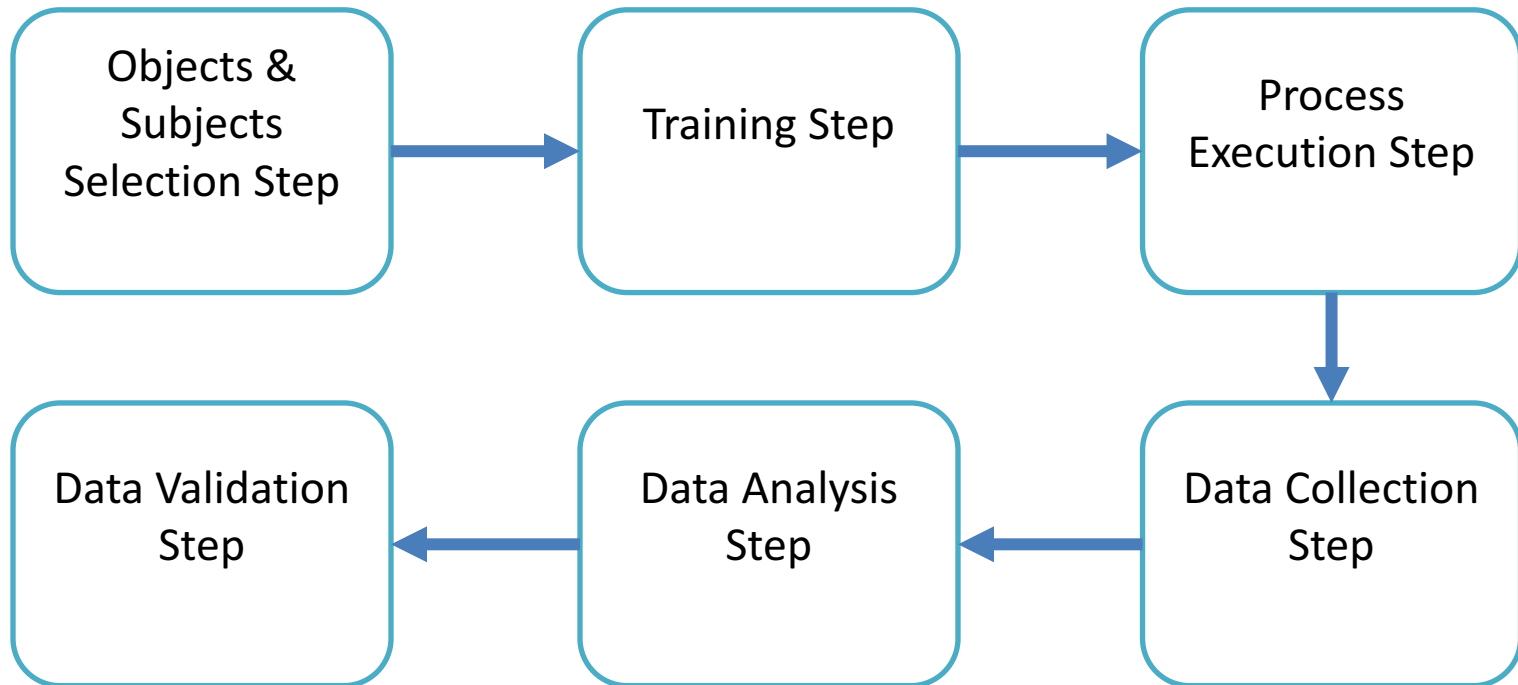 Objects &
Subjects
Selection Step
Training Step
Process
Execution Step
Data Validation
Step
Data Analysis
Step
Data Collection
Step